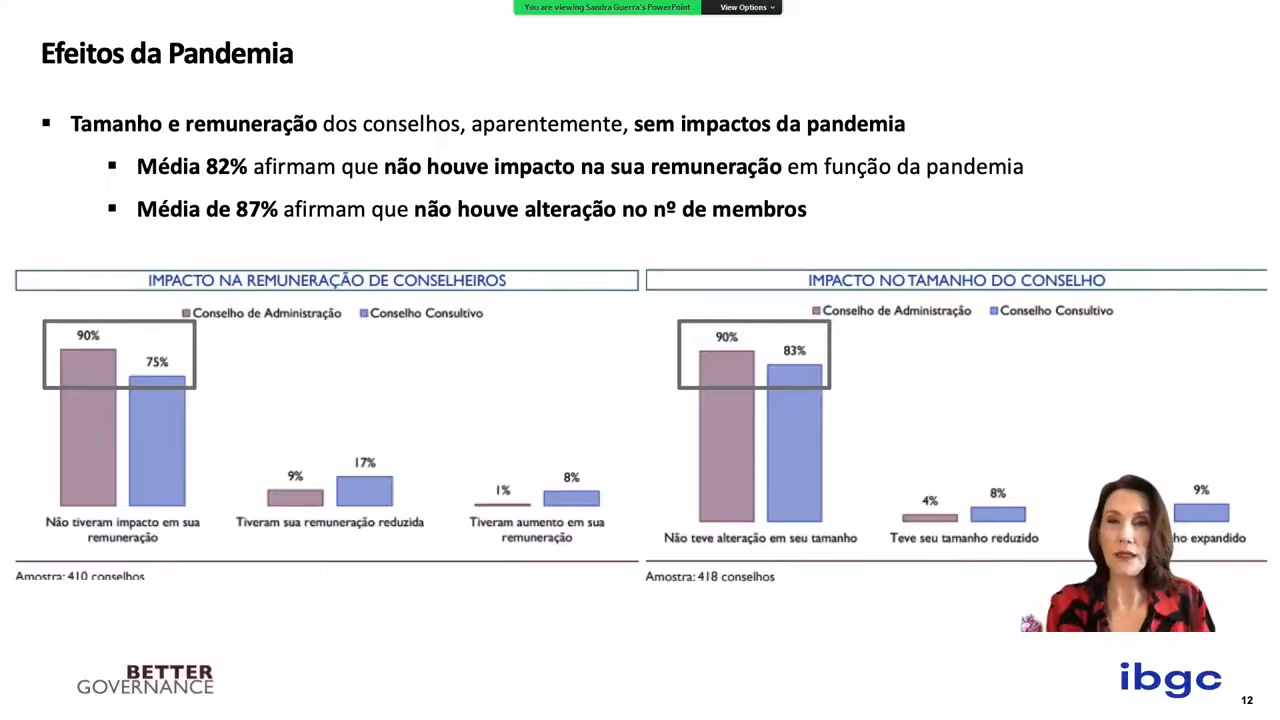 You are viewing Sandra Guerra's PowerPoint
View Options
Efeitos da Pandemia
Tamanho e remuneração dos conselhos, aparentemente, sem impactos da pandemia
Média 82% afirmam que não houve impacto na sua remuneração em função da pandemia
Média de 87% afirmam que não houve alteração no nº de membros
IMPACTO NA REMUNERAÇÃO DE CONSELHEIROS
Conselho de Administração Conselho Consultivo
90%
75%
9%
17%
1%
8%
Não tiveram impacto em sua
remuneração
Tiveram sua remuneração reduzida
Tiveram aumento em sua
remuneração
Amostra: 410 conselhos
IMPACTO NO TAMANHO DO CONSELHO
Conselho de Administração Conselho Consultivo
90%
83%
4%
8%
9%
Não teve alteração em seu tamanho
Teve seu tamanho reduzido
expandido
Amostra: 418 conselhos
BETTER
GOVERNANCE
ibgc
12